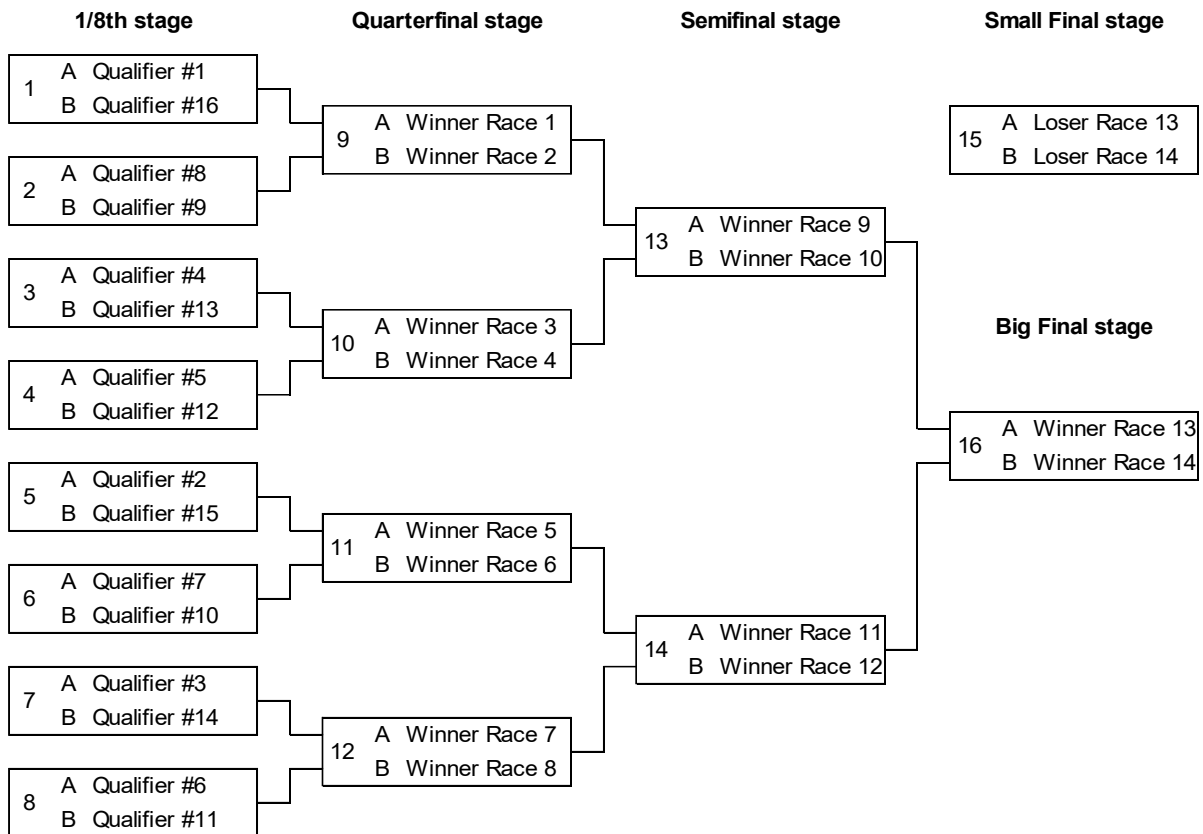 1/8th stage
Quarterfinal stage
Semifinal stage
Small Final stage
1
A Qualifier #1
B Qualifier #16
2
A Qualifier #8
B Qualifier #9
3
A Qualifier #4
B Qualifier #13
4
A Qualifier #5
B Qualifier #12
5
A Qualifier #2
B Qualifier #15
6
A Qualifier #7
B Qualifier #10
7
A Qualifier #3
B Qualifier #14
8
A Qualifier #6
B Qualifier #11
9
A Winner Race 1
B Winner Race 2
10
A Winner Race 3
B Winner Race 4
11
A Winner Race 5
B Winner Race 6
12
A Winner Race 7
B Winner Race 8
13
A Winner Race 9
B Winner Race 10
14
A Winner Race 11
B Winner Race 12
15
A Loser Race 13
B Loser Race 14
Big Final stage
16
A Winner Race 13
B Winner Race 14